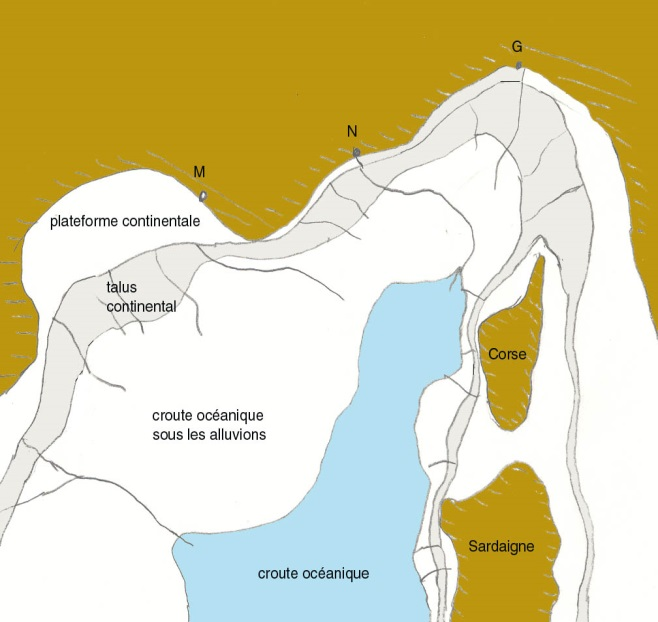 G
N
M
plateforme continentale
talus
continental
Corse
croute océanique
sous les alluvions
Sardaigne
croute océanique